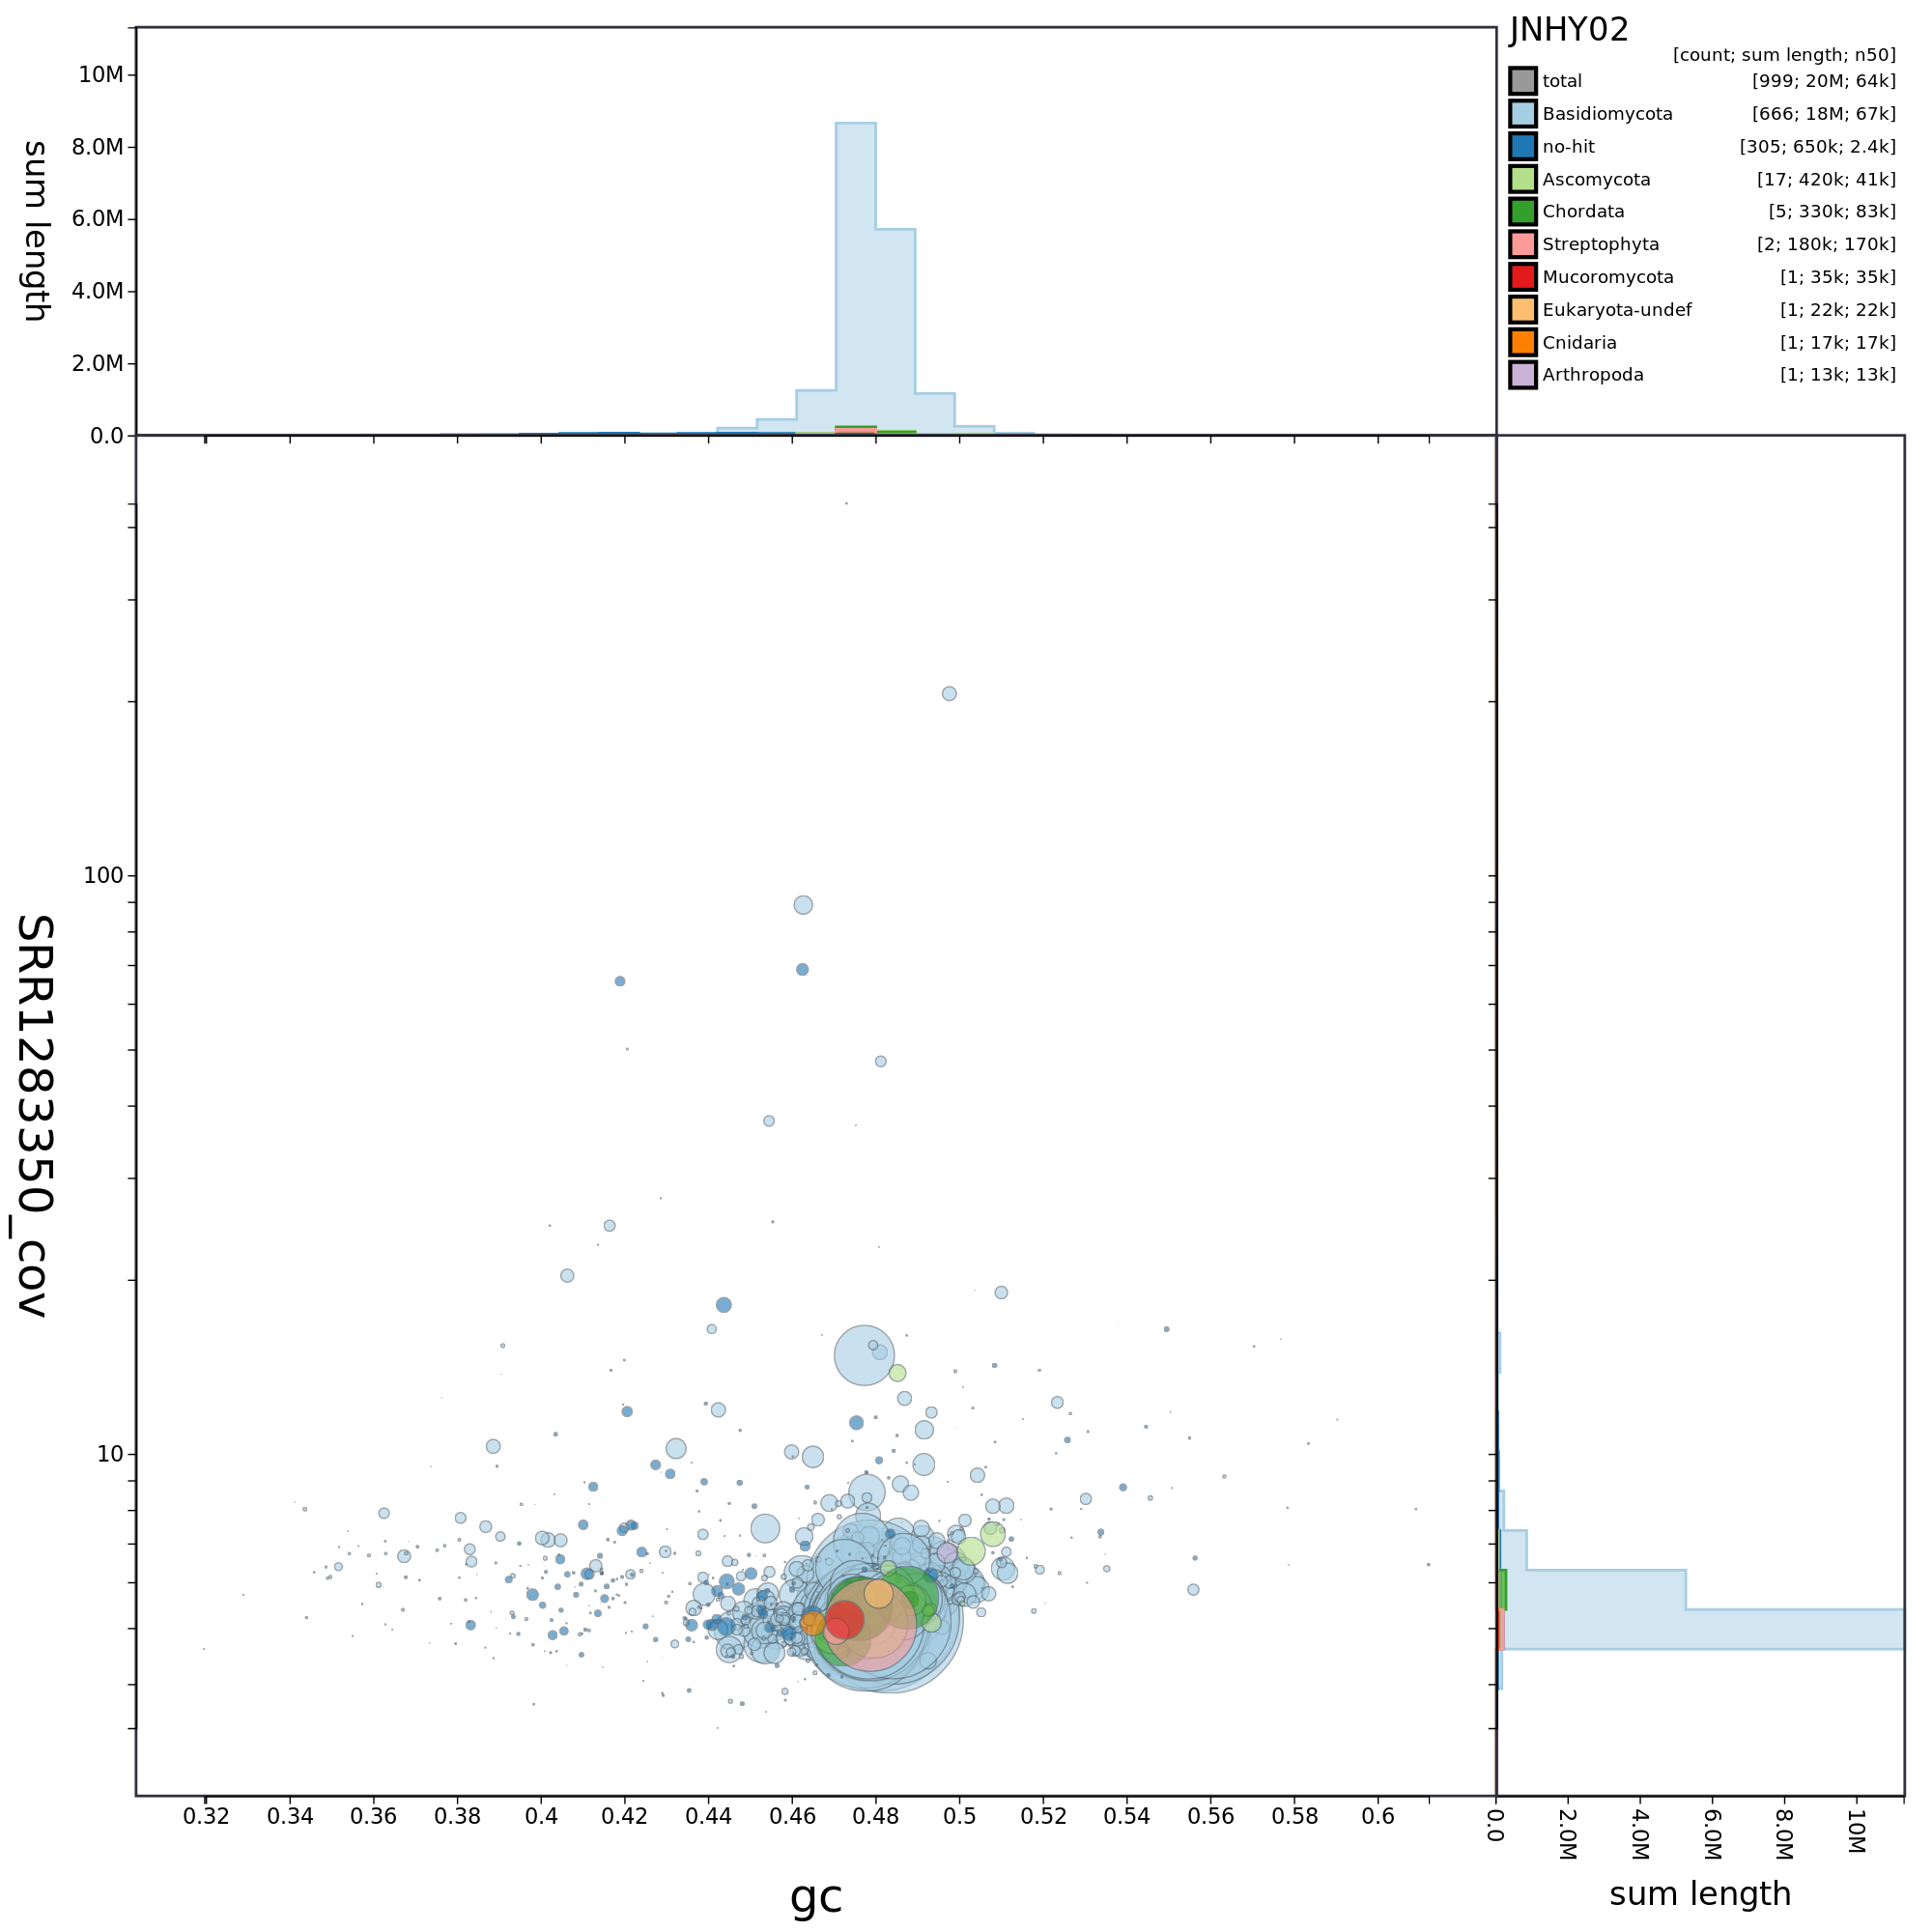 JNHY02
[count; sum length; n50]
total [999; 20M; 64k]
Basidiomycota [666; 18M; 67k]
no-hit [305; 650k; 2.4k]
Ascomycota [17; 420k; 41k]
Chordata [5; 330k; 83k]
Streptophyta [2; 180k; 170k]
Mucoromycota [1; 35k; 35k]
Eukaryota-undef [1; 22k; 22k]
Cnidaria [1; 17k; 17k]
Arthropoda [1; 13k; 13k]
10M
8.0M
6.0M
4.0M
2.0M
0.0
sum length
100
10
SRR1283350_cov
0.32 0.34 0.36 0.38 0.4 0.42 0.44 0.46 0.48 0.5 0.52 0.54 0.56 0.58 0.6
gc
0.0 2.0M 4.0M 6.0M 8.0M 10M
sum length